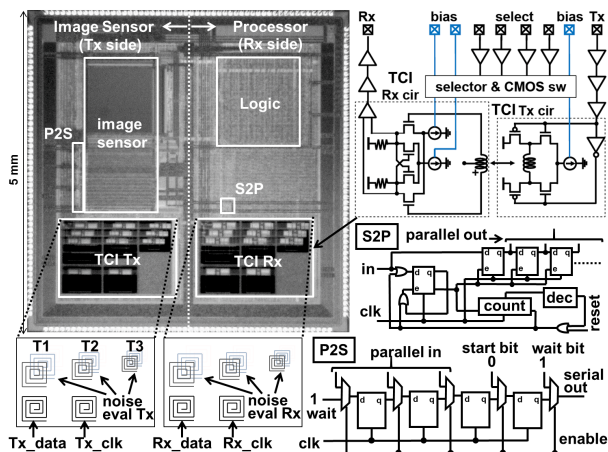 Image Sensor
(Tx side)
Processor
(Rx side)
5 mm
P2S
image
sensor
Logic
S2P
TCI Tx
TCI Rx
T1
T2
T3
noise
eval Tx
noise
eval Rx
Tx_data
Tx_clk
Rx_data
Rx_clk
Rx
bias
select
bias
Tx
selector & CMOS sw
TCI
Rx cir
TCI Tx cir
+
S2P
parallel out
in
d q
e
d q
e
d q
e
d q
e
clk
count
dec
reset
P2S
parallel in
start bit
0
wait bit
1
serial
out
1
wait
d q
d q
d q
d q
clk
enable